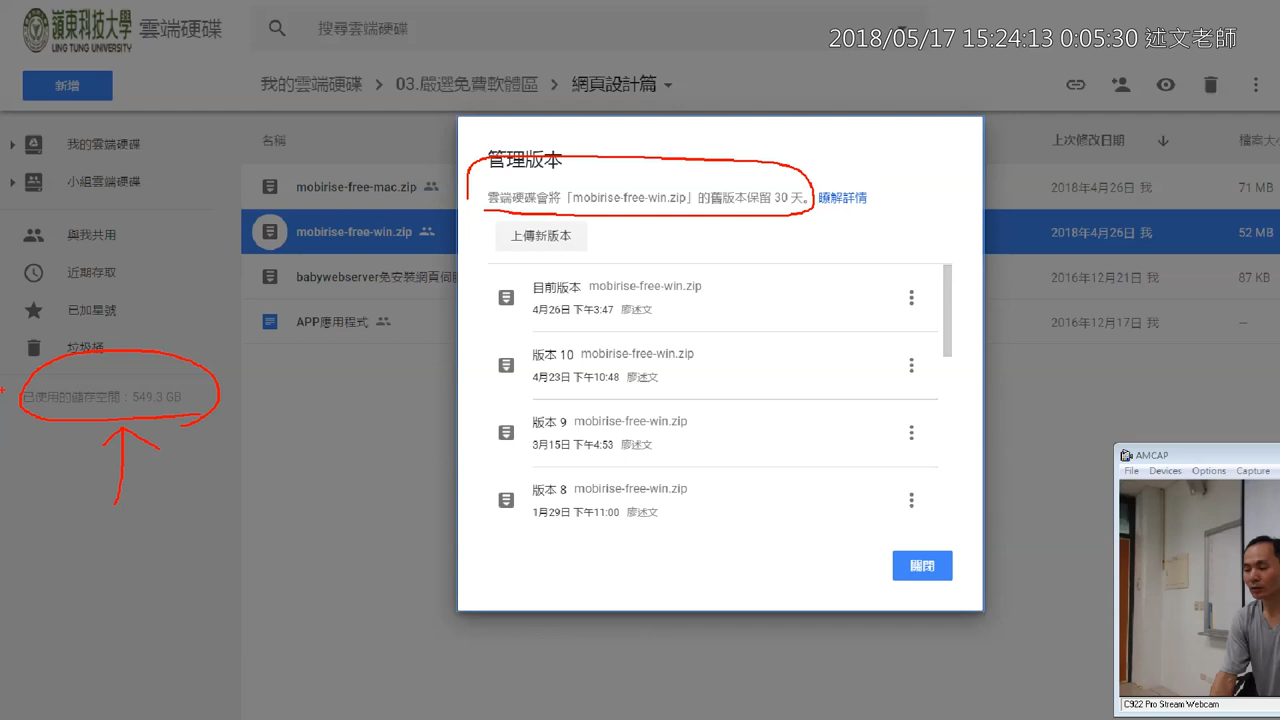 嶺東科技大學
LING TUNG UNIVERSITY
雲端硬碟
搜尋雲端硬碟
2018/05/17 15:24:13 0:05:30 述文老師
新增
我的雲端硬碟 > 03.嚴選免費軟體區 > 網頁設計篇
我的雲端硬碟
小組雲端硬碟
與我共用
近期存取
已加星號
垃圾桶
已使用的儲存空間：549.3 GB
名稱
上次修改日期
檔案大
mobirise-free-mac.zip
2018年4月26日 我
71 MB
mobirise-free-win.zip
2018年4月26日 我
52 MB
babywebserver免安裝網頁伺
2016年12月21日 我
87 KB
APP應用程式
2016年12月17日 我
–
管理版本
雲端硬碟會將「mobirise-free-win.zip」的舊版本保留 30 天。瞭解詳情
上傳新版本
目前版本 mobirise-free-win.zip
4月26日 下午3:47 廖述文
版本 10 mobirise-free-win.zip
4月23日 下午10:48 廖述文
版本 9 mobirise-free-win.zip
3月15日 下午4:53 廖述文
版本 8 mobirise-free-win.zip
1月29日 下午11:00 廖述文
關閉
AMCAP
File Devices Options Capture
C922 Pro Stream Webcam